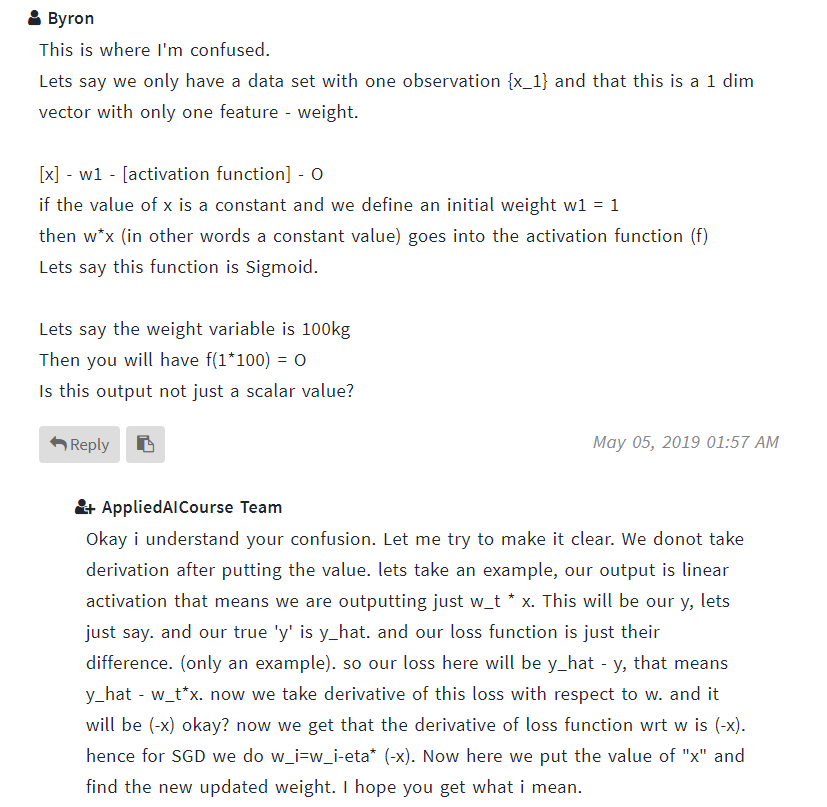 Byron
This is where I'm confused.
Lets say we only have a data set with one observation {x_1} and that this is a 1 dim
vector with only one feature - weight.
[x] - w1 - [activation function] - O
if the value of x is a constant and we define an initial weight w1 = 1
then w*x (in other words a constant value) goes into the activation function (f)
Lets say this function is Sigmoid.
Lets say the weight variable is 100kg
Then you will have f(1*100) = O
Is this output not just a scalar value?
Reply
May 05, 2019 01:57 AM
AppliedAICourse Team
Okay i understand your confusion. Let me try to make it clear. We donot take
derivation after putting the value. lets take an example, our output is linear
activation that means we are outputting just w_t * x. This will be our y, lets
just say. and our true 'y' is y_hat. and our loss function is just their
difference. (only an example). so our loss here will be y_hat - y, that means
y_hat - w_t*x. now we take derivative of this loss with respect to w. and it
will be (-x) okay? now we get that the derivative of loss function wrt w is (-x).
hence for SGD we do w_i=w_i-eta* (-x). Now here we put the value of "x" and
find the new updated weight. I hope you get what i mean.